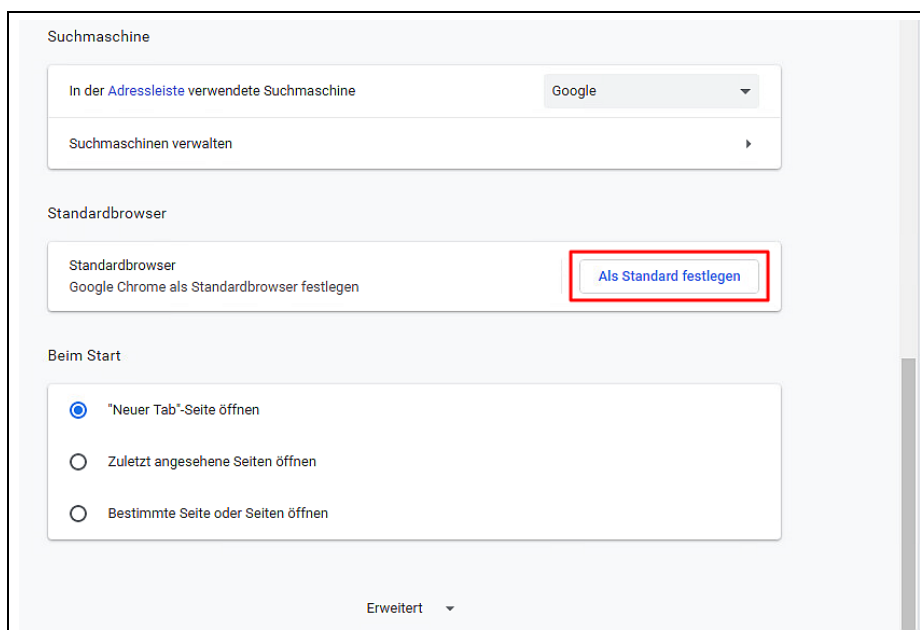 Suchmaschine
In der Adressleiste verwendete Suchmaschine
Google
Suchmaschinen verwalten
Standardbrowser
Standardbrowser
Google Chrome als Standardbrowser festlegen
Als Standard festlegen
Beim Start
"Neuer Tab"-Seite öffnen
Zuletzt angesehene Seiten öffnen
Bestimmte Seite oder Seiten öffnen
Erweitert